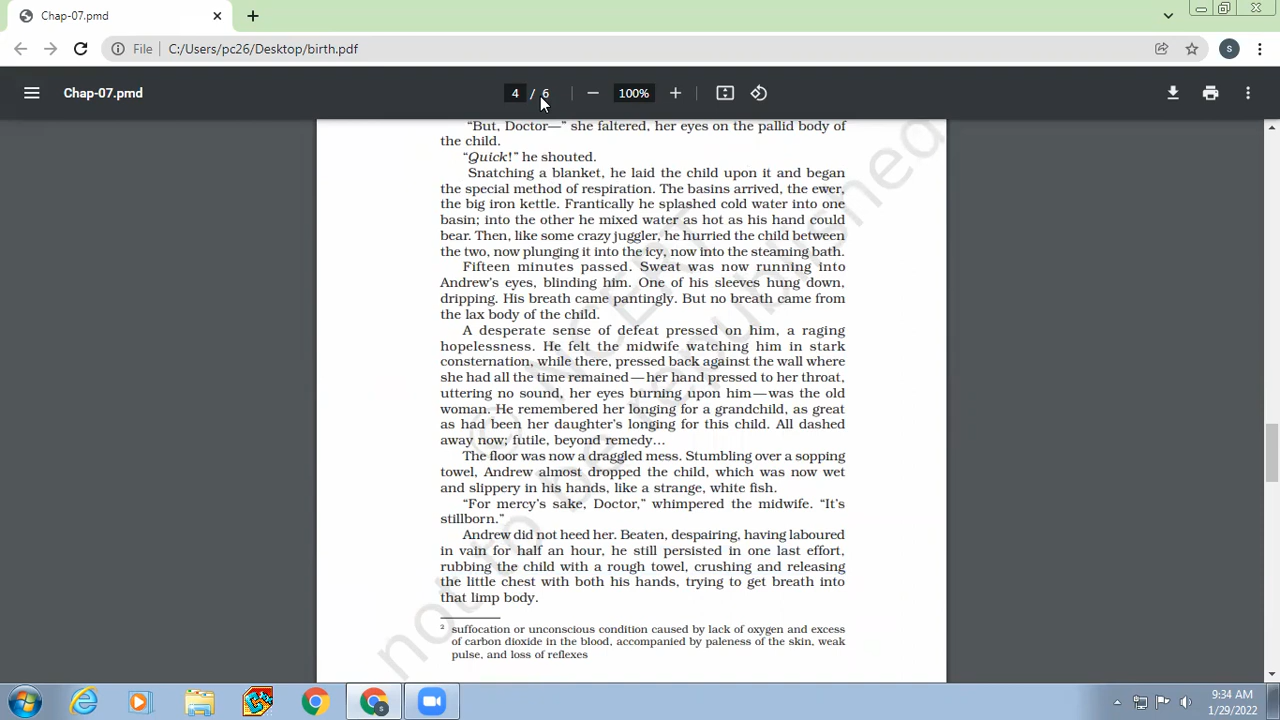 Chap-07.pmd
File
C:/Users/pc26/Desktop/birth.pdf
S
Chap-07.pmd
4 / 6
100%
“But, Doctor—” she faltered, her eyes on the pallid body of
the child.
“Quick!” he shouted.
Snatching a blanket, he laid the child upon it and began
the special method of respiration. The basins arrived, the ewer,
the big iron kettle. Frantically he splashed cold water into one
basin; into the other he mixed water as hot as his hand could
bear. Then, like some crazy juggler, he hurried the child between
the two, now plunging it into the icy, now into the steaming bath.
Fifteen minutes passed. Sweat was now running into
Andrew’s eyes, blinding him. One of his sleeves hung down,
dripping. His breath came pantingly. But no breath came from
the lax body of the child.
A desperate sense of defeat pressed on him, a raging
hopelessness. He felt the midwife watching him in stark
consternation, while there, pressed back against the wall where
she had all the time remained—her hand pressed to her throat,
uttering no sound, her eyes burning upon him—was the old
woman. He remembered her longing for a grandchild, as great
as had been her daughter’s longing for this child. All dashed
away now; futile, beyond remedy…
The floor was now a draggled mess. Stumbling over a sopping
towel, Andrew almost dropped the child, which was now wet
and slippery in his hands, like a strange, white fish.
“For mercy’s sake, Doctor,” whimpered the midwife. “It’s
stillborn.”
Andrew did not heed her. Beaten, despairing, having laboured
in vain for half an hour, he still persisted in one last effort,
rubbing the child with a rough towel, crushing and releasing
the little chest with both his hands, trying to get breath into
that limp body.
2 suffocation or unconscious condition caused by lack of oxygen and excess
of carbon dioxide in the blood, accompanied by paleness of the skin, weak
pulse, and loss of reflexes
© NCERT
not to be republished
S
9:34 AM
1/29/2022